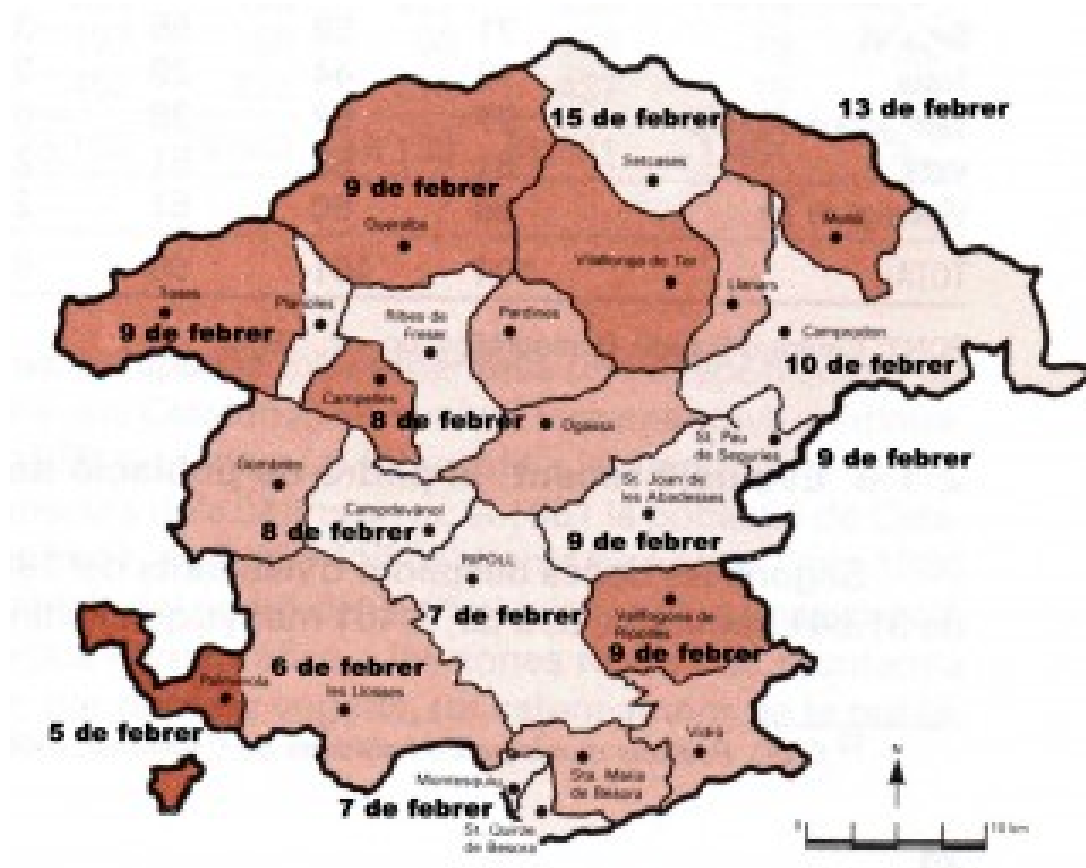 15 de febrer
13 de febrer
Setcases
9 de febrer
Queralbs
Molló
Vilallonga de Ter
Toses
Planoles
9 de febrer
Ribes de
Freser
Pardines
Llanars
Camprodon
10 de febrer
Campelles
8 de febrer
Ogassa
St. Pau
de Segúries
9 de febrer
Gombrèn
St. Joan de
les Abadesses
Campdevànol
8 de febrer
9 de febrer
RIPOLL
7 de febrer
Vallfogona de
Ripollès
9 de febrer
6 de febrer
Palmerola
les Llosses
5 de febrer
Vidrà
N
Montesquiu
Sta. Maria
de Besora
7 de febrer
St. Quirze
de Besora
0
10 km